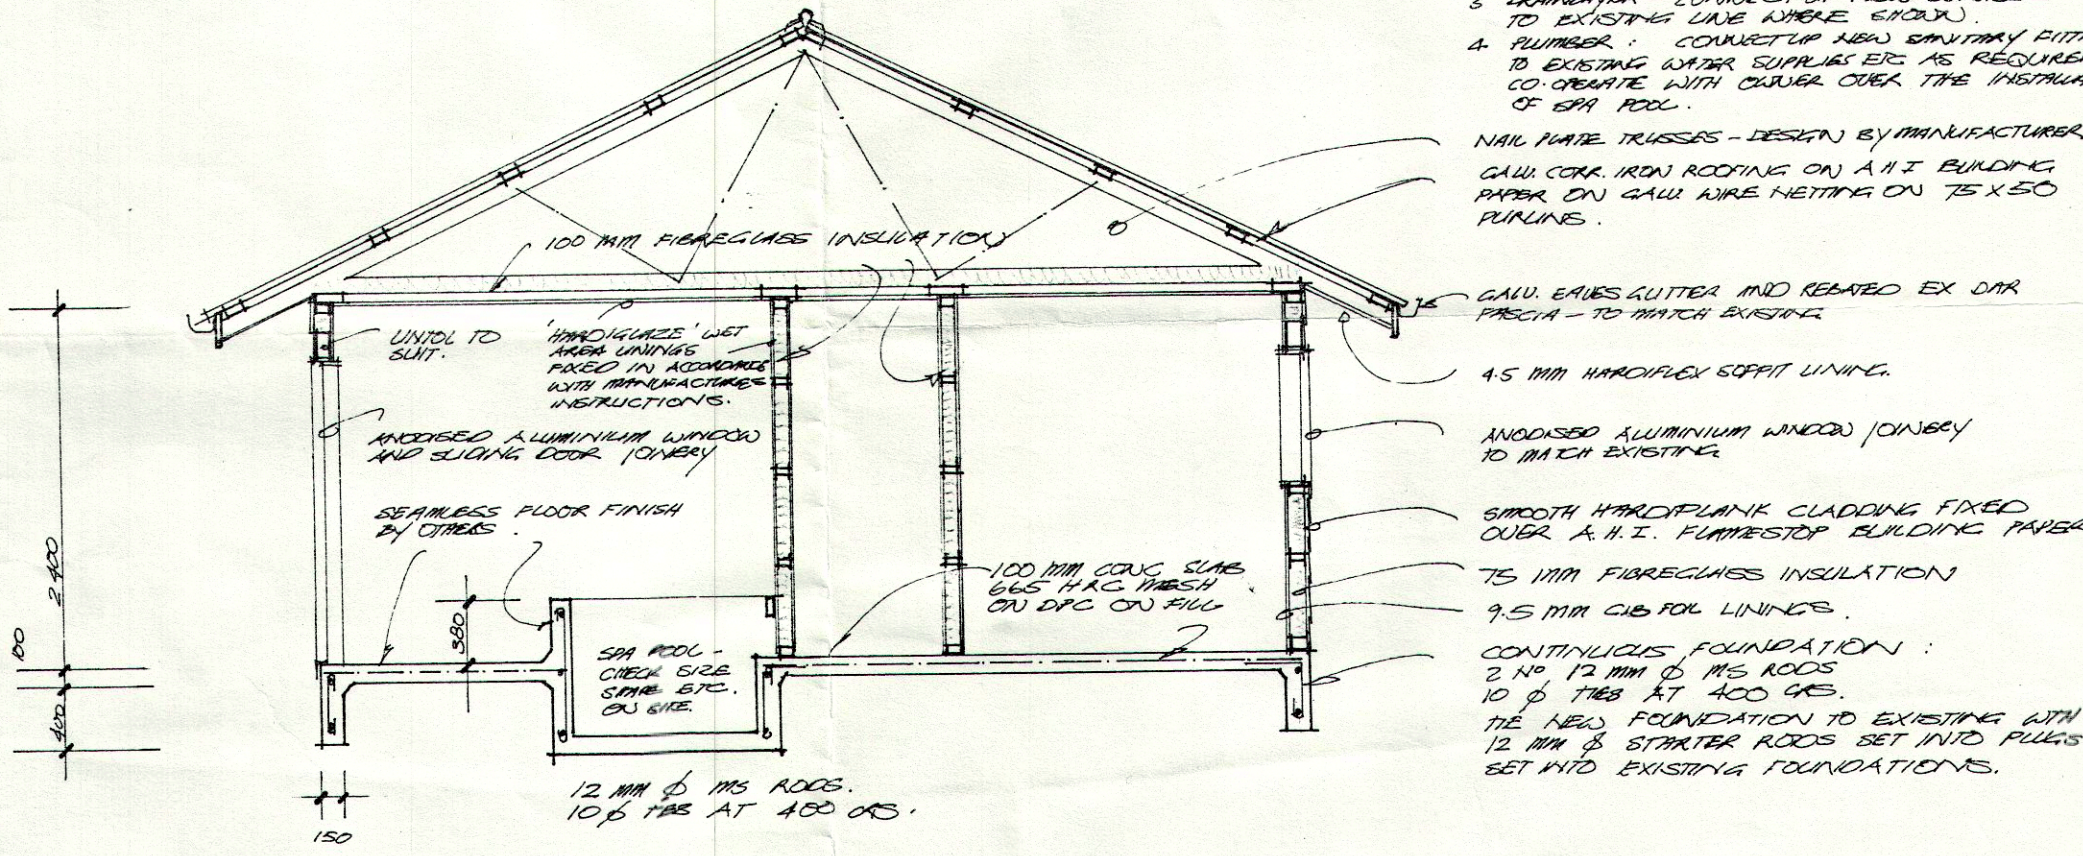 3 DRAINLAYER
TO EXISTING LINE WHERE SHOWN.
4 PLUMBER : CONNECT UP NEW SANITARY
TO EXISTING WATER SUPPLIES ETC AS REQUIRED
CO-OPERATE WITH OWNER OVER THE
OF SPA POOL.
NAIL PLATE TRUSSES - DESIGN BY MANUFACTURER
GALV. CORR. IRON ROOFING ON A H I BUILDING
PAPER ON GALV. WIRE NETTING ON 75 X 50
PURLINS.
GALV. EAVES GUTTER AND REBATED EX DAR
FASCIA - TO MATCH EXISTING
4.5 MM HARDIFLEX SOFFIT LINING.
ANODISED ALUMINIUM WINDOW JOINERY
TO MATCH EXISTING
SMOOTH HARDIPLANK CLADDING FIXED
OVER A.H.I. FLAMESTOP BUILDING PAPER
75 MM FIBREGLASS INSULATION
9.5 MM GIB FOIL LININGS.
CONTINUOUS FOUNDATION :
2 No 12 MM ϕ MS RODS
10 ϕ TIES AT 400 CRS.
TIE NEW FOUNDATION TO EXISTING WITH
12 MM ϕ STARTER RODS SET INTO PLUGS
SET INTO EXISTING FOUNDATIONS.
100 MM FIBREGLASS INSULATION
LINTOL TO
SUIT.
'HARDIGLAZE' WET
AREA LININGS
FIXED IN ACCORDANCE
WITH MANUFACTURES
INSTRUCTIONS.
ANODISED ALUMINIUM WINDOW
AND SLIDING DOOR JOINERY
SEAMLESS FLOOR FINISH
BY OTHERS.
100 MM CONC SLAB
665 HRC MESH
ON DPC ON FILL
SPA POOL -
CHECK SIZE
ETC.
ON SITE.
380
2400
100
400
150
12 MM ϕ MS RODS.
10 ϕ TIES AT 400 CRS.